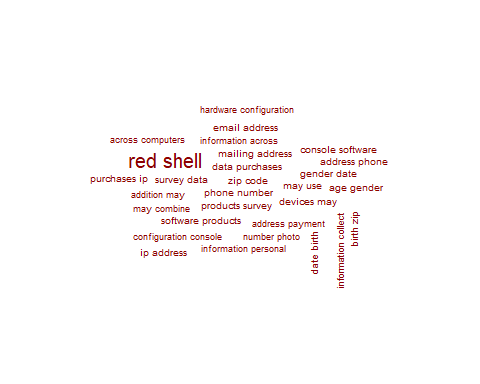 hardware configuration
email address
across computers
information across
console software
red shell
mailing address
address phone
data purchases
gender date
purchases ip
survey data
zip code
may use
age gender
addition may
phone number
devices may
may combine
products survey
software products
address payment
configuration console
number photo
information personal
ip address
date birth
information collect
birth zip